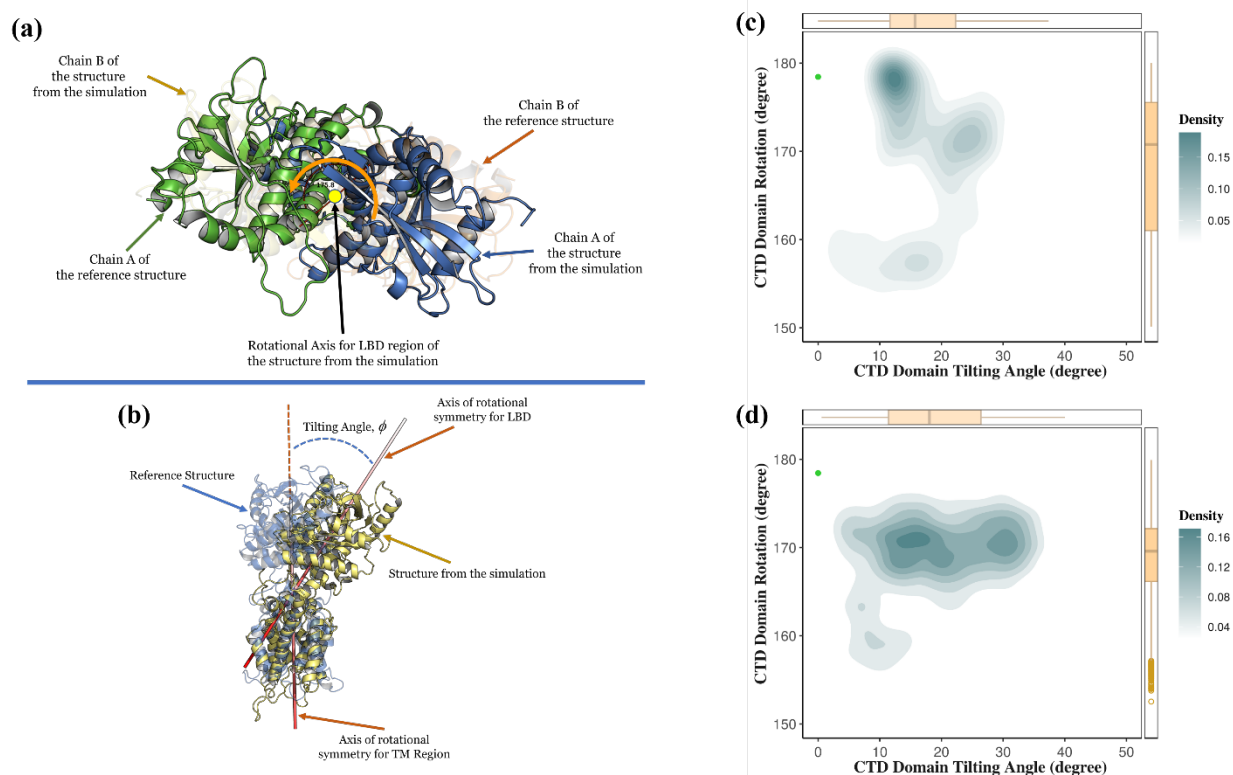 (a)
Chain B of
the structure
from the simulation
Chain B of
the reference structure
175.8
Chain A of
the reference structure
Chain A of
the structure
from the simulation
Rotational Axis for LBD region of
the structure from the simulation
(b)
Axis of rotational
symmetry for LBD
Tilting Angle, ϕ
Reference Structure
Structure from the simulation
Axis of rotational
symmetry for TM Region
(c)
CTD Domain Rotation (degree)
180
170
160
150
0 10 20 30 40 50
CTD Domain Tilting Angle (degree)
Density
0.15
0.10
0.05
(d)
CTD Domain Rotation (degree)
180
170
160
150
0 10 20 30 40 50
CTD Domain Tilting Angle (degree)
Density
0.16
0.12
0.08
0.04